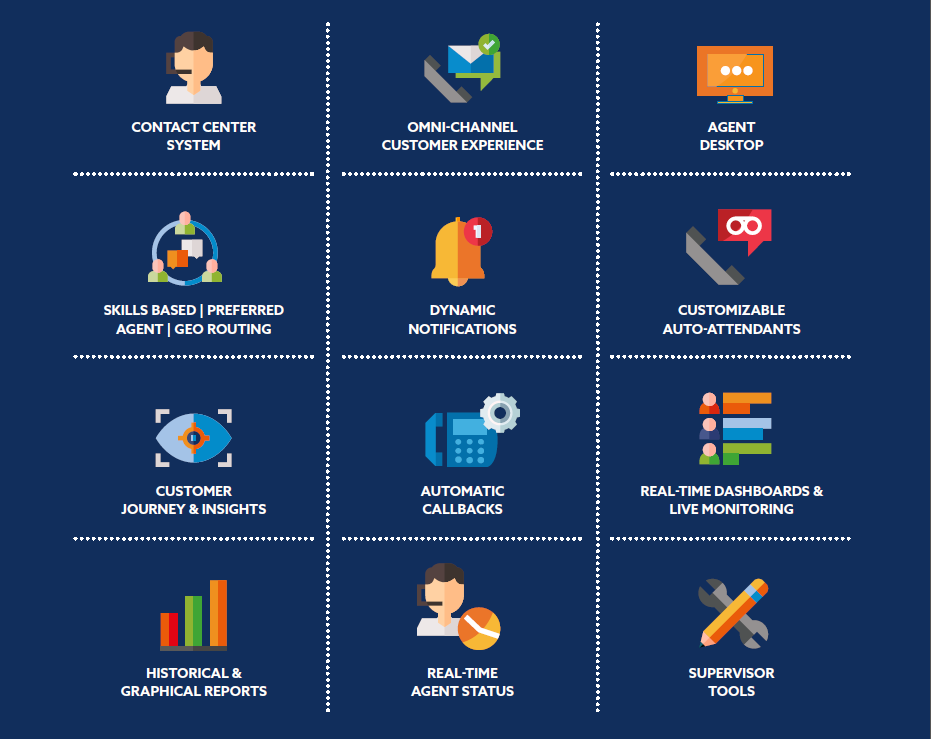 CONTACT CENTER
SYSTEM
OMNI-CHANNEL
CUSTOMER EXPERIENCE
AGENT
DESKTOP
1
SKILLS BASED | PREFERRED
AGENT | GEO ROUTING
DYNAMIC
NOTIFICATIONS
CUSTOMIZABLE
AUTO-ATTENDANTS
CUSTOMER
JOURNEY & INSIGHTS
AUTOMATIC
CALLBACKS
REAL-TIME DASHBOARDS &
LIVE MONITORING
HISTORICAL &
GRAPHICAL REPORTS
REAL-TIME
AGENT STATUS
SUPERVISOR
TOOLS